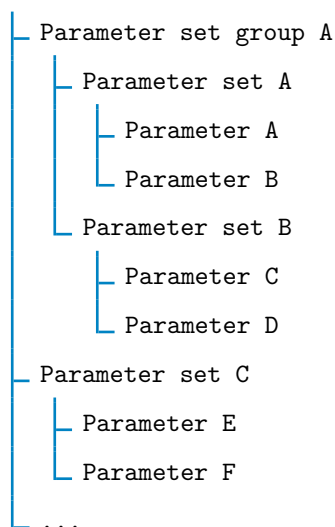 Parameter set group A
Parameter set A
Parameter A
Parameter B
Parameter set B
Parameter C
Parameter D
Parameter set C
Parameter E
Parameter F
...